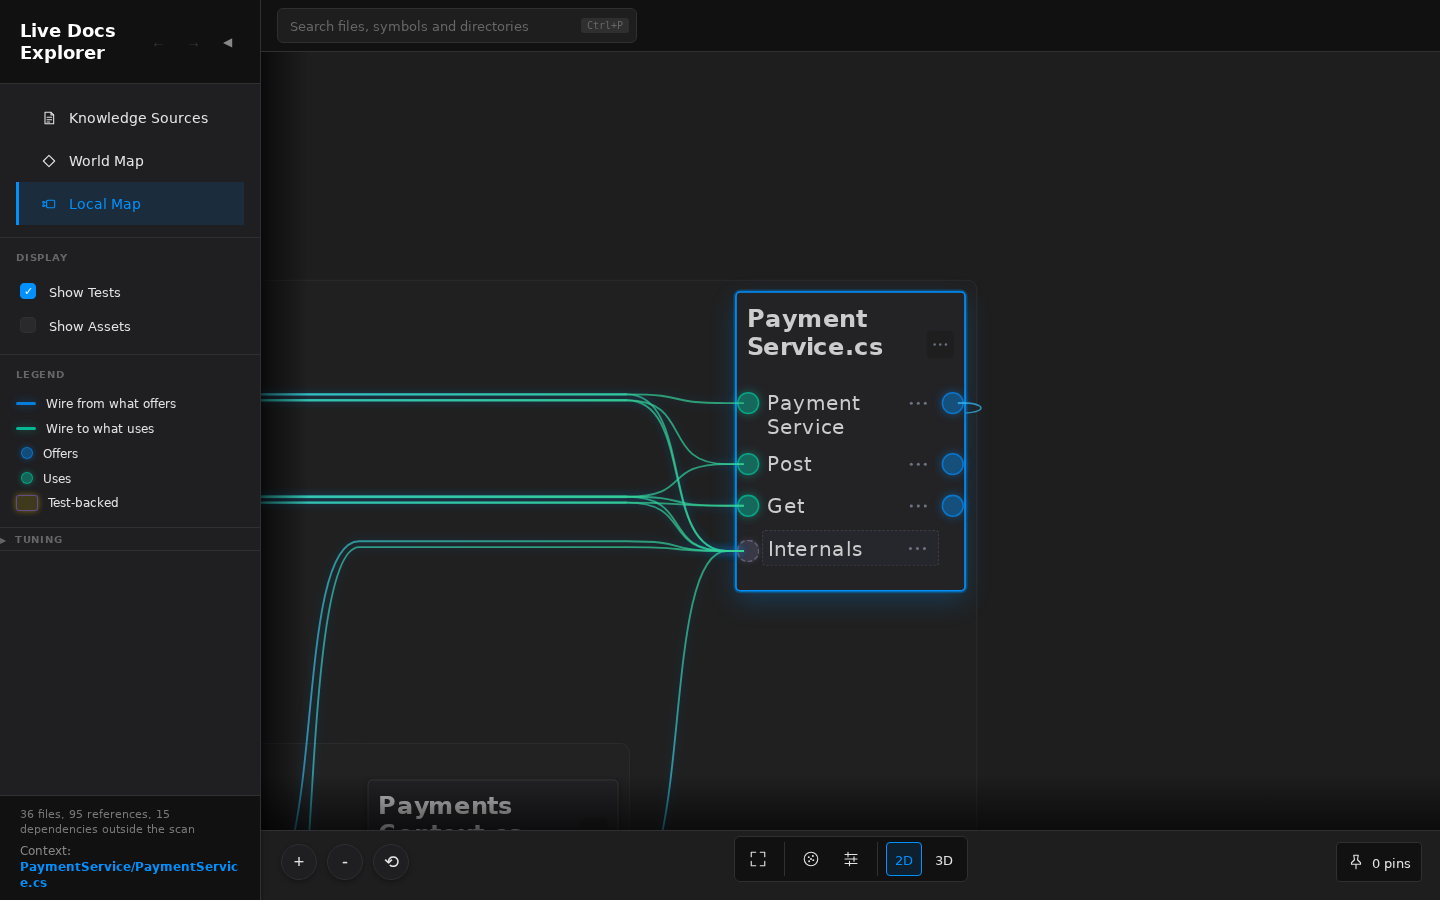 Live Docs
Explorer
Search files, symbols and directories
Ctrl+P
Knowledge Sources
World Map
Local Map
DISPLAY
Show Tests
Show Assets
LEGEND
Wire from what offers
Wire to what uses
Offers
Uses
Test-backed
TUNING
36 files, 95 references, 15
dependencies outside the scan
Context:
PaymentService/PaymentServic
e.cs
Payment
Service.cs
Payment
Service
Post
Get
Internals
Payments
Context.cs
2D
3D
0 pins